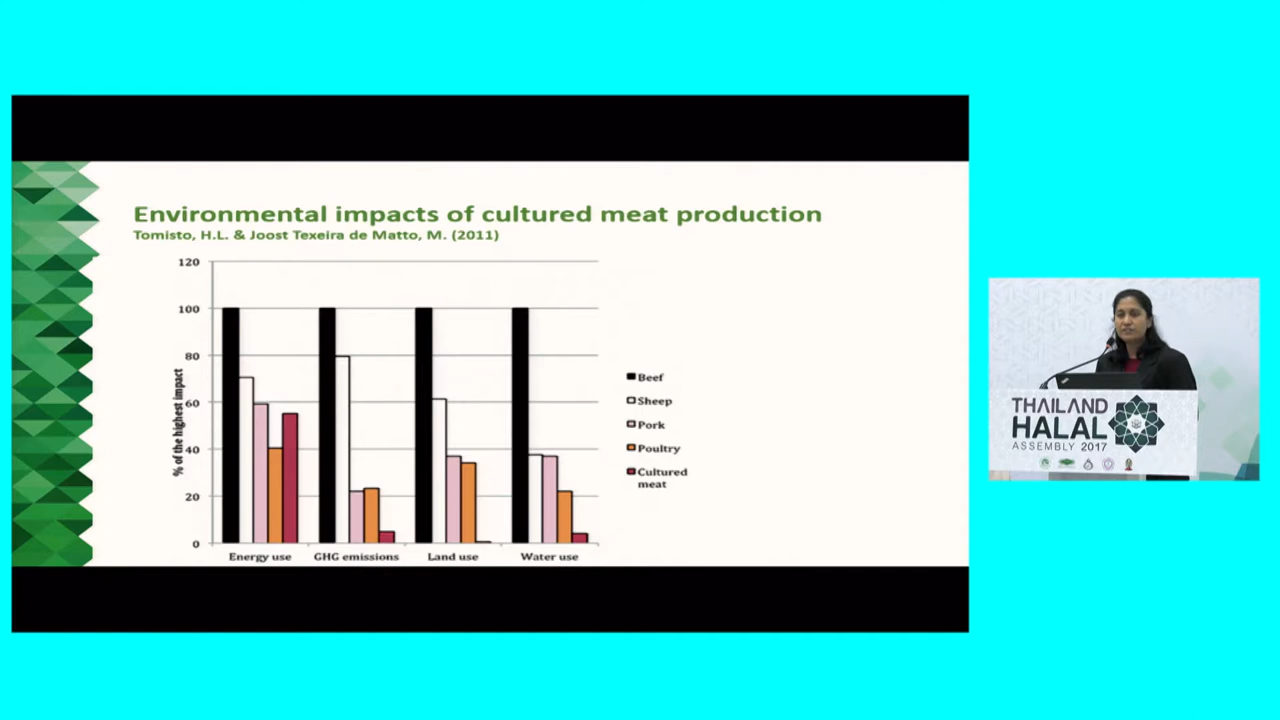 Environmental impacts of cultured meat production
Tomisto, H.L. & Joost Texeira de Matto, M. (2011)
% of the highest impact
120
100
80
60
40
20
0
Energy use
GHG emissions
Land use
Water use
Beef
Sheep
Pork
Poultry
Cultured
meat
THAILAND
HALAL
ASSEMBLY 2017